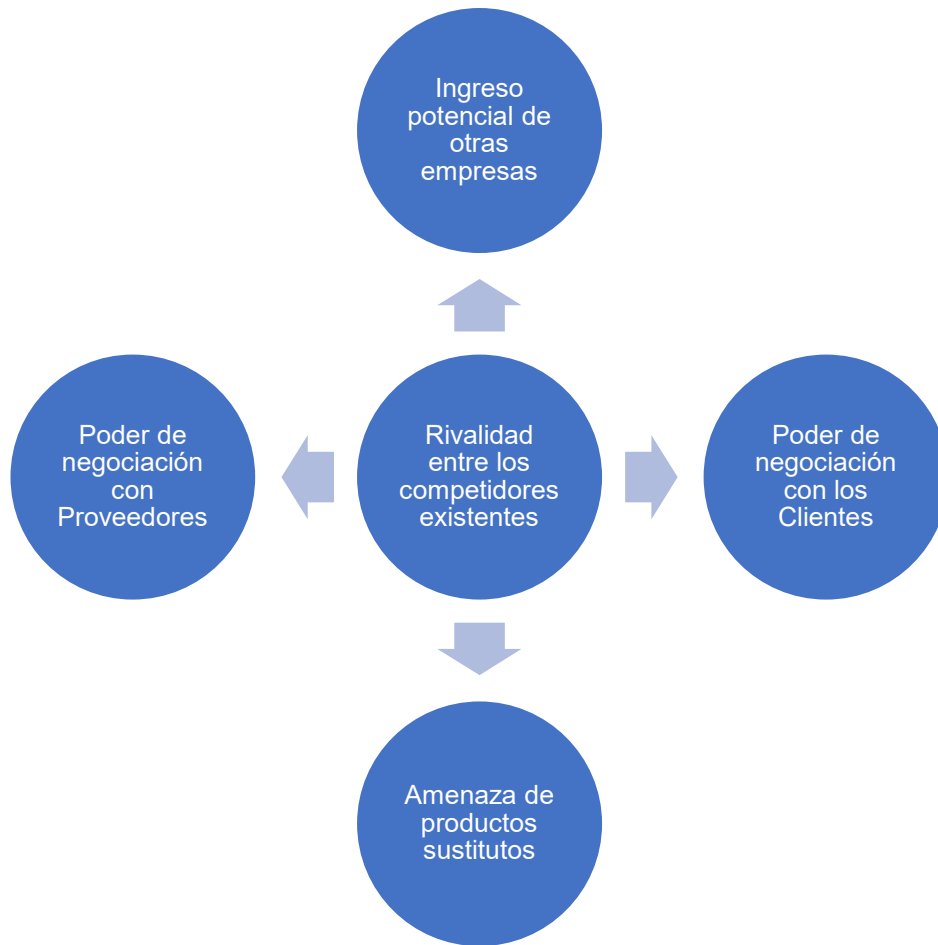 Ingreso
potencial de
otras
empresas
Poder de
negociación
con
Proveedores
Rivalidad
entre los
competidores
existentes
Poder de
negociación
con los
Clientes
Amenaza de
productos
sustitutos